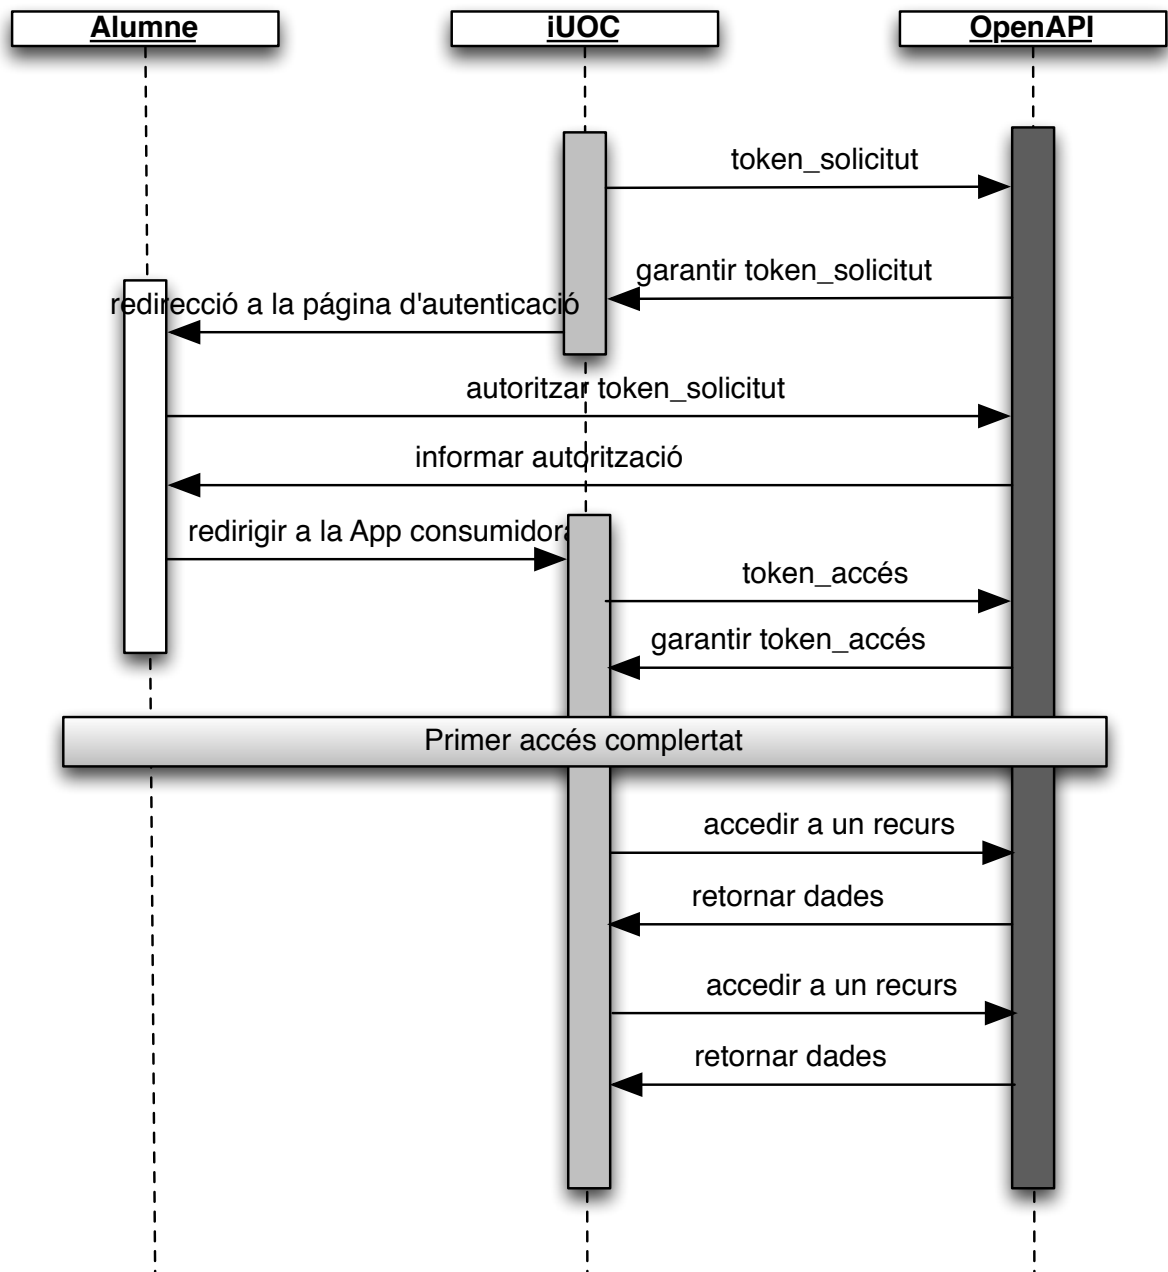 Alumne
iUOC
OpenAPI
token_solicitut
garantir token_solicitut
redirecció a la página d'autenticació
autoritzar token_solicitut
informar autorització
redirigir a la App consumidora
token_accés
garantir token_accés
Primer accés complertat
accedir a un recurs
retornar dades
accedir a un recurs
retornar dades